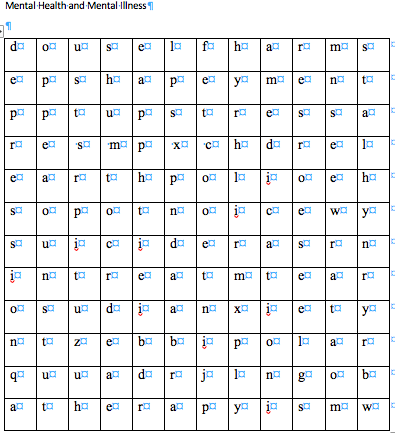 Mental·Health·and·Mental·Illness¶
¶
d¤ o¤ u¤ s¤ e¤ l¤ f¤ h¤ a¤ r¤ m¤ s¤
e¤ p¤ s¤ h¤ a¤ p¤ e¤ y¤ m¤ e¤ n¤ t¤
p¤ p¤ t¤ u¤ p¤ s¤ t¤ r¤ e¤ s¤ s¤ a¤
r¤ e¤ ·s¤ ·m¤ p¤ ·x¤ ·c¤ h¤ d¤ r¤ e¤ l¤
e¤ a¤ r¤ t¤ h¤ p¤ o¤ l¤ i¤ o¤ e¤ h¤
s¤ o¤ p¤ o¤ t¤ n¤ o¤ i¤ c¤ e¤ w¤ y¤
s¤ u¤ i¤ c¤ i¤ d¤ e¤ r¤ a¤ s¤ r¤ n¤
i¤ n¤ t¤ r¤ e¤ a¤ t¤ m¤ t¤ e¤ a¤ r¤
o¤ s¤ u¤ d¤ i¤ a¤ n¤ x¤ i¤ e¤ t¤ y¤
n¤ t¤ z¤ e¤ b¤ b¤ i¤ p¤ o¤ l¤ a¤ r¤
q¤ u¤ u¤ a¤ d¤ r¤ j¤ l¤ n¤ g¤ o¤ b¤
a¤ t¤ h¤ e¤ r¤ a¤ p¤ y¤ i¤ s¤ m¤ w¤